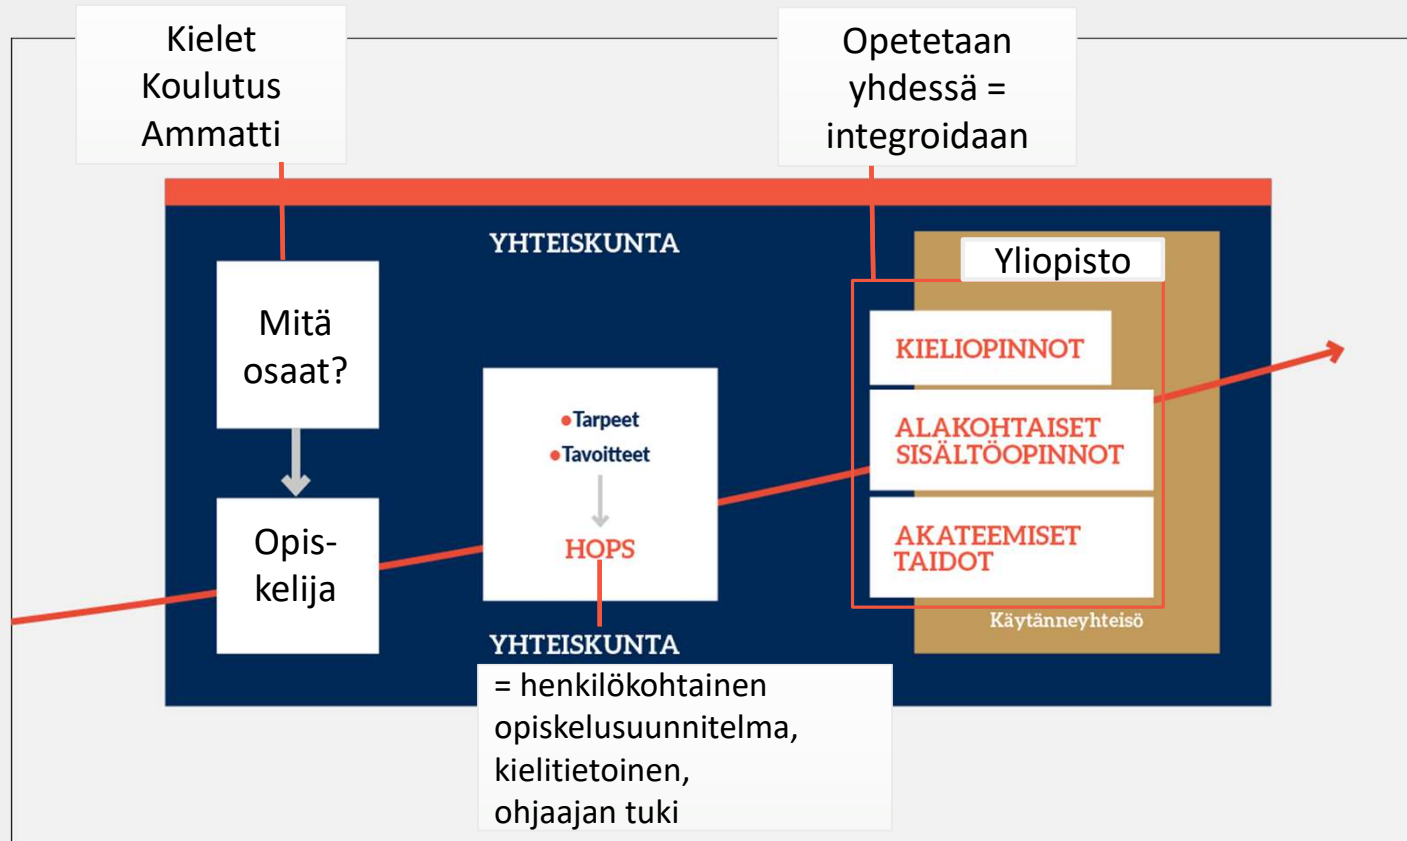 Kielet
Koulutus
Ammatti
Opetetaan
yhdessä =
integroidaan
YHTEISKUNTA
Yliopisto
Mitä
osaat?
KIELIOPINNOT
•Tarpeet
•Tavoitteet
HOPS
ALAKOHTAISET
SISÄLTÖOPINNOT
Opis-
kelija
AKATEEMISET
TAIDOT
Käytänneyhteisö
YHTEISKUNTA
= henkilökohtainen
opiskelusuunnitelma,
kielitietoinen,
ohjaajan tuki